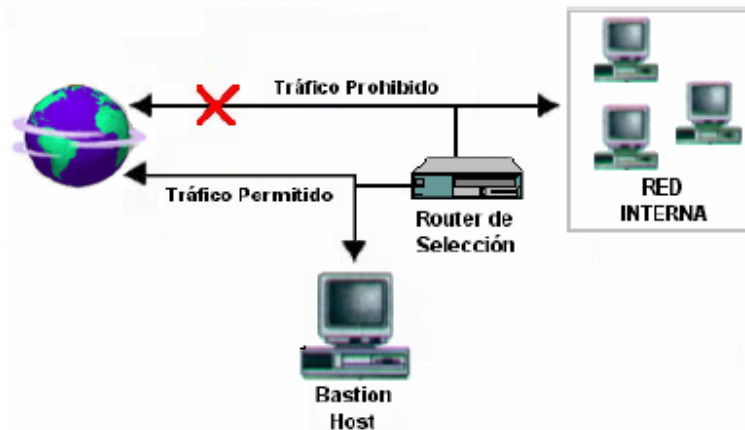 Tráfico Prohibido
RED
INTERNA
Tráfico Permitido
Router de
Selección
Bastion
Host